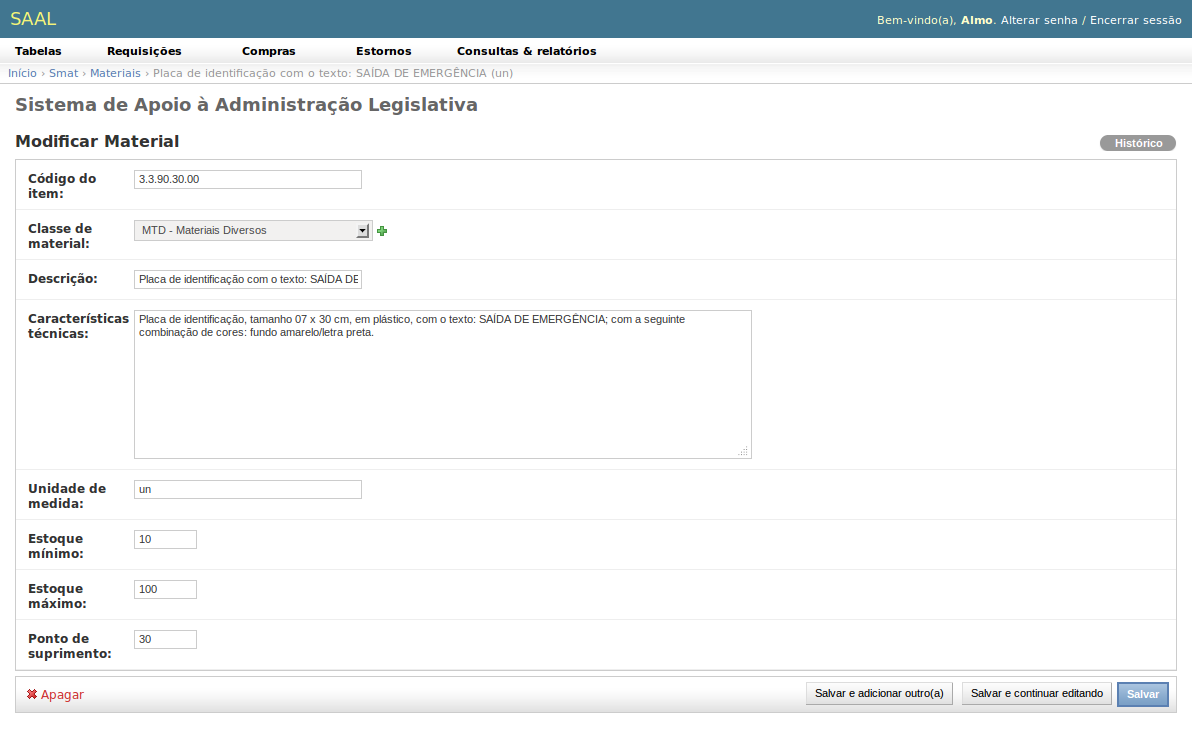 SAAL
Bem-vindo(a), Almo. Alterar senha / Encerrar sessão
Tabelas Requisições Compras Estornos Consultas & relatórios
Início › Smat › Materiais › Placa de identificação com o texto: SAÍDA DE EMERGÊNCIA (un)
Sistema de Apoio à Administração Legislativa
Modificar Material
Histórico
Código do item:
3.3.90.30.00
Classe de material:
MTD - Materiais Diversos
Descrição:
Placa de identificação com o texto: SAÍDA DE
Características técnicas:
Placa de identificação, tamanho 07 x 30 cm, em plástico, com o texto: SAÍDA DE EMERGÊNCIA; com a seguinte
combinação de cores: fundo amarelo/letra preta.
Unidade de medida:
un
Estoque mínimo:
10
Estoque máximo:
100
Ponto de suprimento:
30
Apagar
Salvar e adicionar outro(a)
Salvar e continuar editando
Salvar